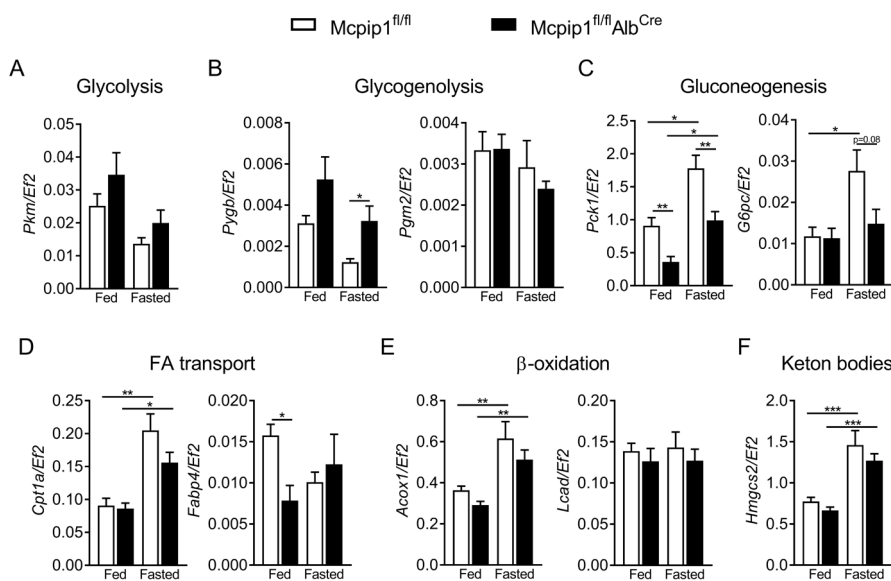 Mcpip1fl/fl
Mcpip1fl/flAlbCre
A
Glycolysis
Pkm/Ef2
0.05
0.04
0.03
0.02
0.01
0.00
Fed
Fasted
B
Glycogenolysis
Pygb/Ef2
0.008
0.006
0.004
0.002
0.000
*
Fed
Fasted
Pgm2/Ef2
0.004
0.003
0.002
0.001
0.000
Fed
Fasted
C
Gluconeogenesis
Pck1/Ef2
2.5
2.0
1.5
1.0
0.5
0.0
*
*
**
**
Fed
Fasted
G6pc/Ef2
0.04
0.03
0.02
0.01
0.00
*
p=0.08
Fed
Fasted
D
FA transport
Cpt1a/Ef2
0.25
0.20
0.15
0.10
0.05
0.00
**
*
Fed
Fasted
Fabp4/Ef2
0.020
0.015
0.010
0.005
0.000
*
Fed
Fasted
E
β-oxidation
Acox1/Ef2
0.8
0.6
0.4
0.2
0.0
**
**
Fed
Fasted
Lcad/Ef2
0.20
0.15
0.10
0.05
0.00
Fed
Fasted
F
Keton bodies
Hmgcs2/Ef2
2.0
1.5
1.0
0.5
0.0
***
***
Fed
Fasted